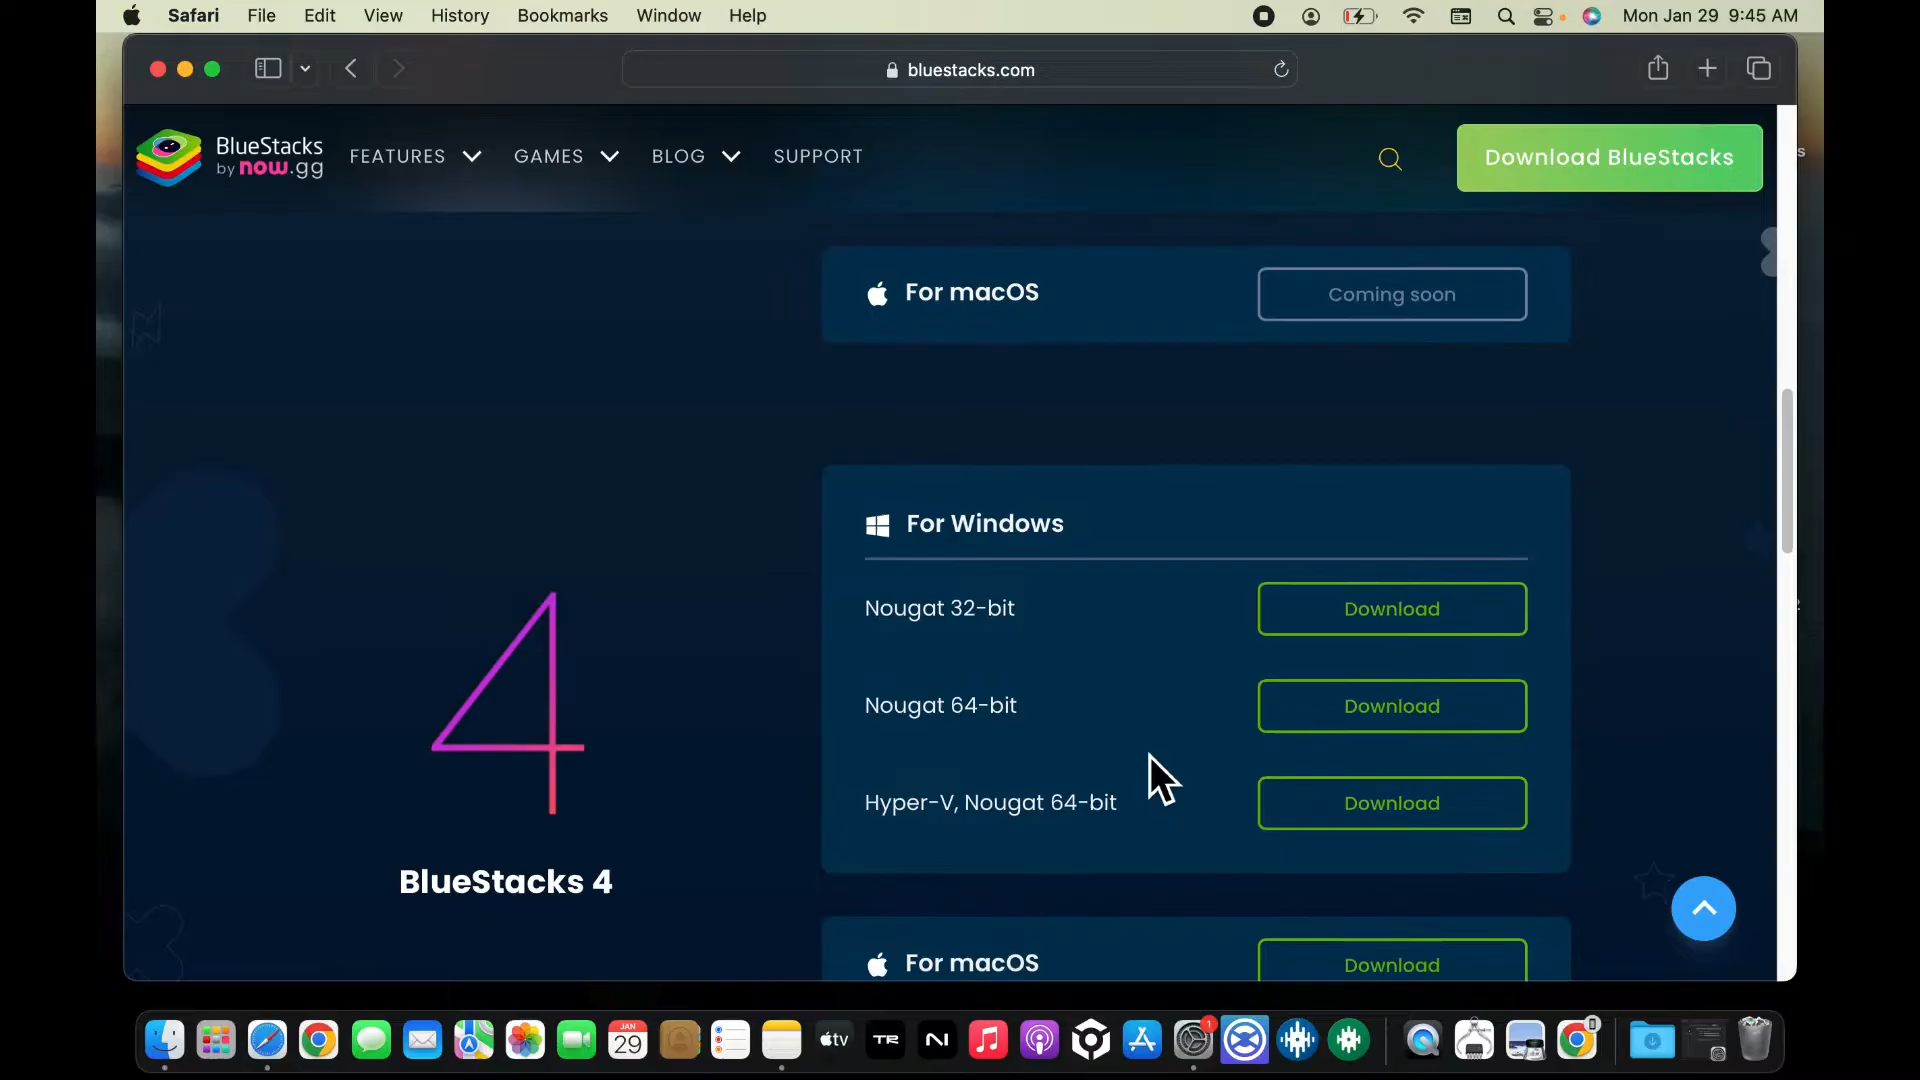 Safari File Edit View History Bookmarks Window Help Mon Jan 29 9:45 AM
bluestacks.com
BlueStacks
by now.gg
FEATURES GAMES BLOG SUPPORT
Download BlueStacks
For macOS
Coming soon
For Windows
Nougat 32-bit
Download
Nougat 64-bit
Download
Hyper-V, Nougat 64-bit
Download
4
BlueStacks 4
For macOS
Download
JAN
29
tv
TR
N
1